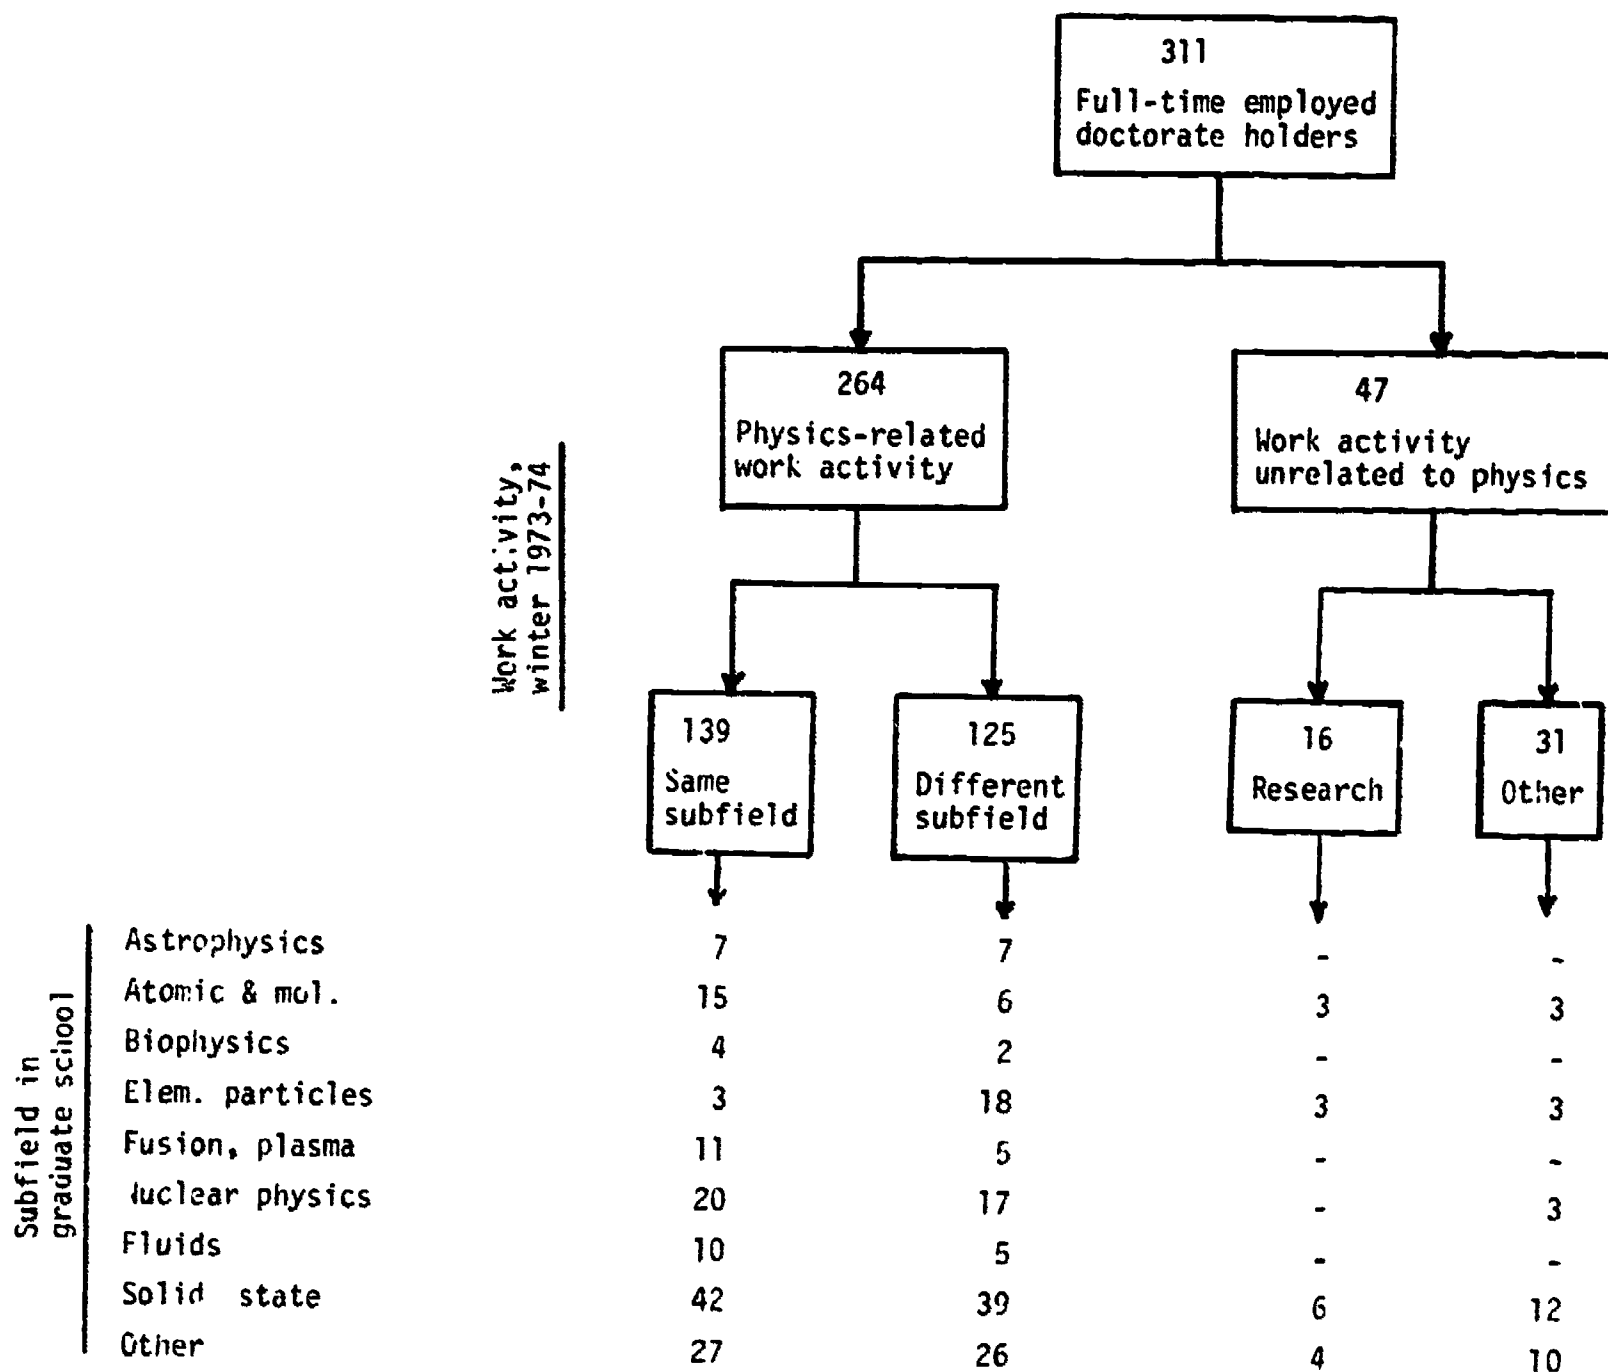 311
Full-time employed
doctorate holders
264
Physics-related
work activity
47
Work activity
unrelated to physics
Work activity,
winter 1973-74
139
Same
subfield
125
Different
subfield
16
Research
31
Other
Subfield in
graduate school
Astrophysics 7 7 - -
Atomic & mol. 15 6 3 3
Biophysics 4 2 - -
Elem. particles 3 18 3 3
Fusion, plasma 11 5 - -
Nuclear physics 20 17 - 3
Fluids 10 5 - -
Solid state 42 39 6 12
Other 27 26 4 10